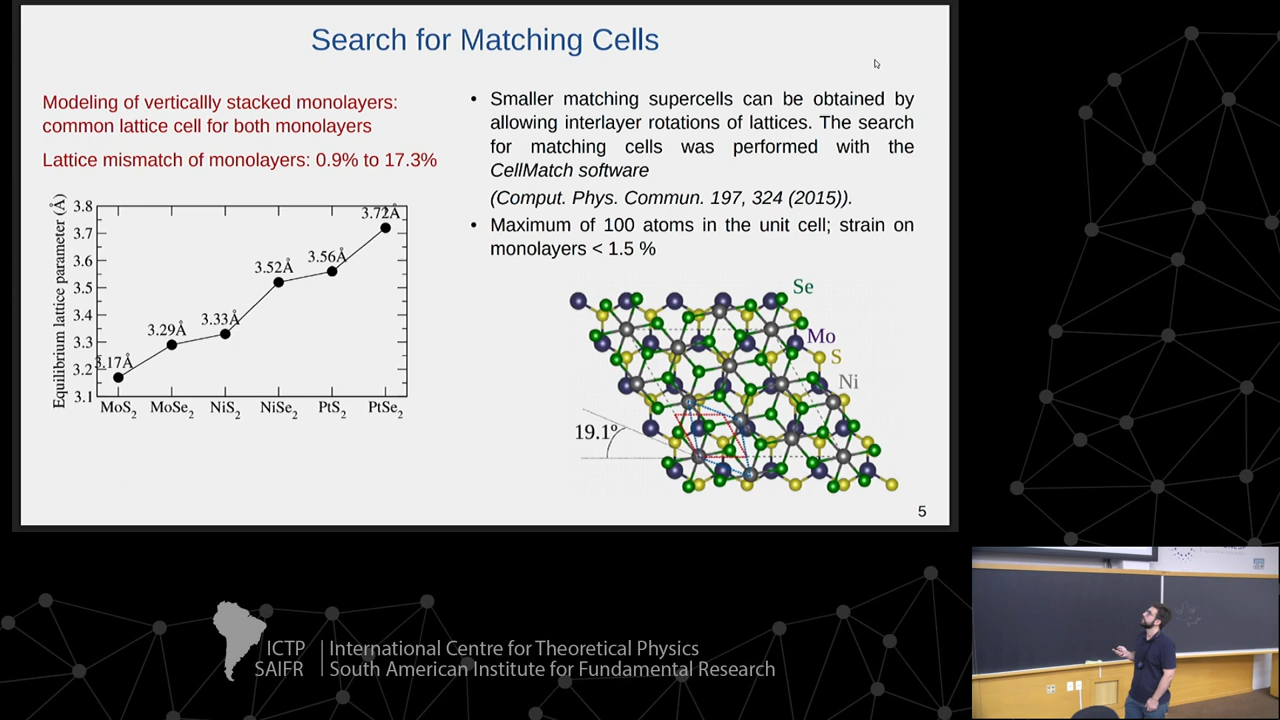 Search for Matching Cells
Modeling of verticallly stacked monolayers:
common lattice cell for both monolayers
Lattice mismatch of monolayers: 0.9% to 17.3%
Equilibrium lattice parameter (Å)
3.8
3.7
3.6
3.5
3.4
3.3
3.2
3.1
3.17Å
3.29Å
3.33Å
3.52Å
3.56Å
3.72Å
MoS2 MoSe2 NiS2 NiSe2 PtS2 PtSe2
• Smaller matching supercells can be obtained by
allowing interlayer rotations of lattices. The search
for matching cells was performed with the
CellMatch software
(Comput. Phys. Commun. 197, 324 (2015)).
• Maximum of 100 atoms in the unit cell; strain on
monolayers < 1.5 %
Se
Mo
S
Ni
19.1º
5
ICTP
SAIFR
International Centre for Theoretical Physics
South American Institute for Fundamental Research